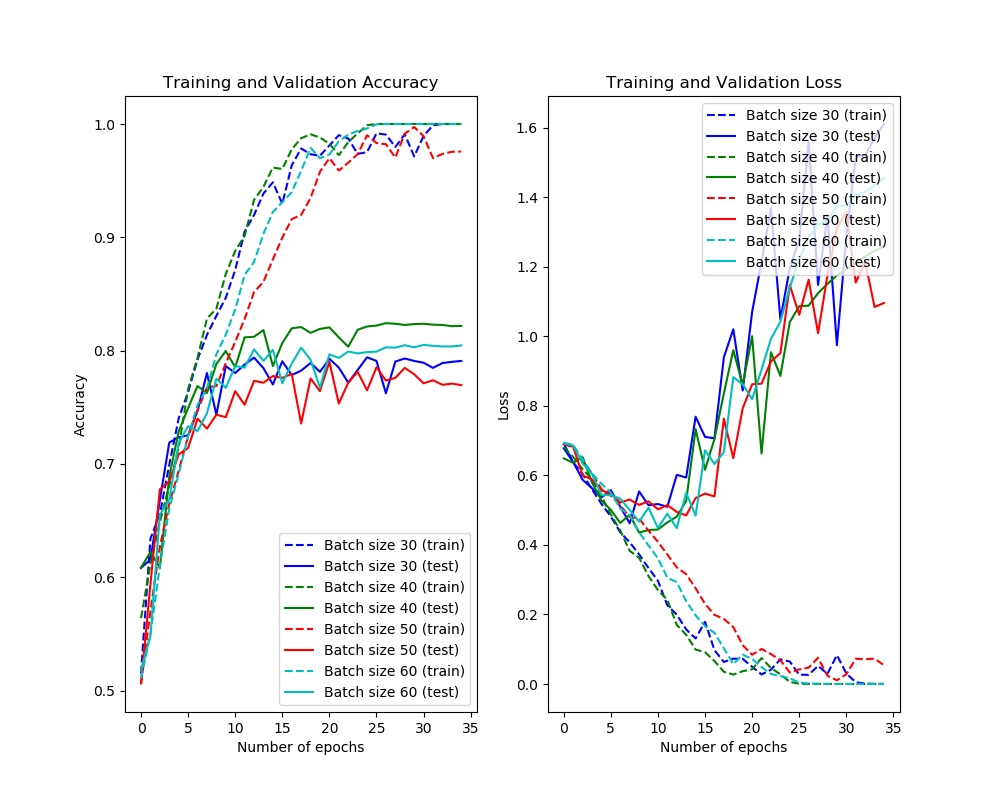 Training and Validation Accuracy
Accuracy
1.0
0.9
0.8
0.7
0.6
0.5
Batch size 30 (train)
Batch size 30 (test)
Batch size 40 (train)
Batch size 40 (test)
Batch size 50 (train)
Batch size 50 (test)
Batch size 60 (train)
Batch size 60 (test)
0 5 10 15 20 25 30 35
Number of epochs
Training and Validation Loss
Loss
1.6
1.4
1.2
1.0
0.8
0.6
0.4
0.2
0.0
Batch size 30 (train)
Batch size 30 (test)
Batch size 40 (train)
Batch size 40 (test)
Batch size 50 (train)
Batch size 50 (test)
Batch size 60 (train)
Batch size 60 (test)
0 5 10 15 20 25 30 35
Number of epochs